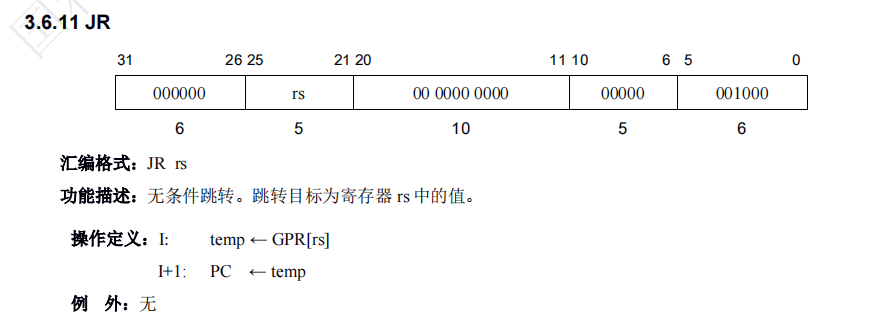 3.6.11 JR
31 26 25 21 20 11 10 6 5 0
000000 rs 00 0000 0000 00000 001000
6 5 10 5 6
汇编格式：JR rs
功能描述：无条件跳转。跳转目标为寄存器 rs 中的值。
操作定义：I: temp ← GPR[rs]
I+1: PC ← temp
例 外：无